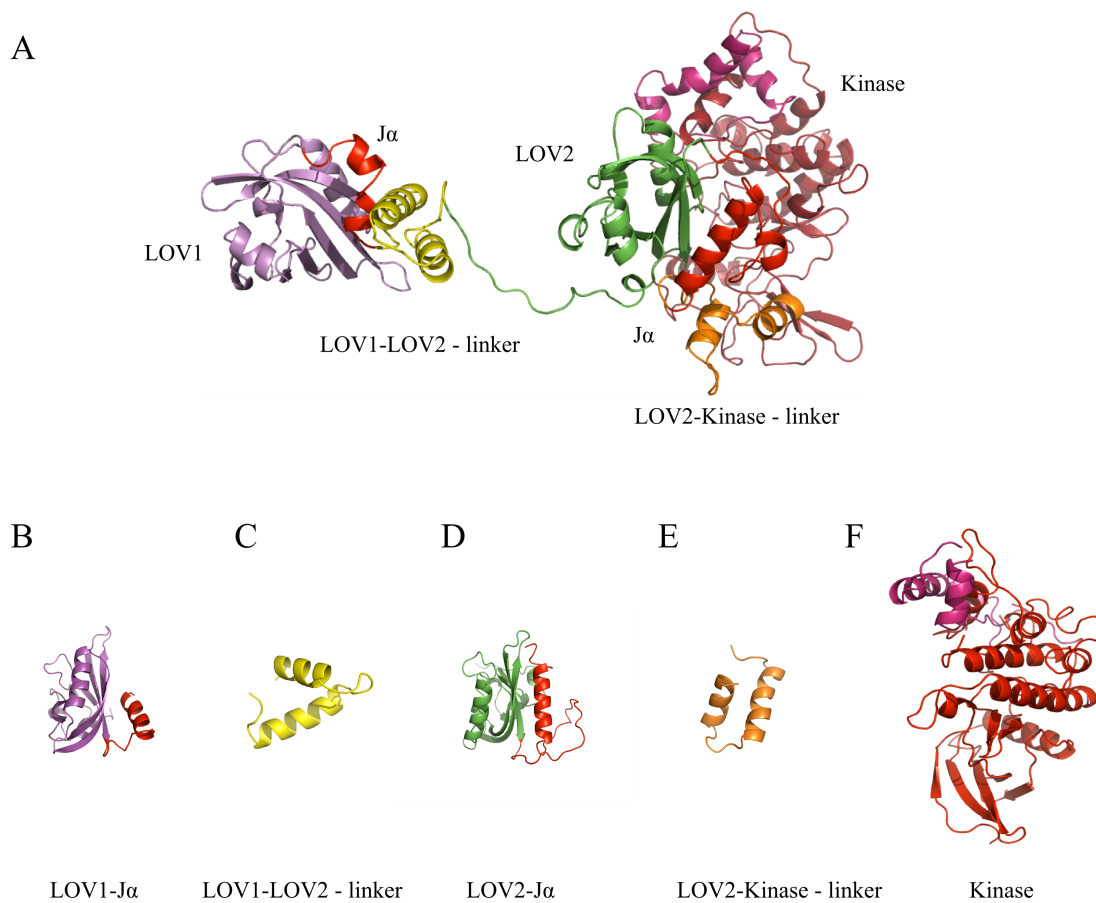 A
Jα
LOV1
LOV1-LOV2 - linker
LOV2
Kinase
Jα
LOV2-Kinase - linker
B
C
D
E
F
LOV1-Jα
LOV1-LOV2 - linker
LOV2-Jα
LOV2-Kinase - linker
Kinase